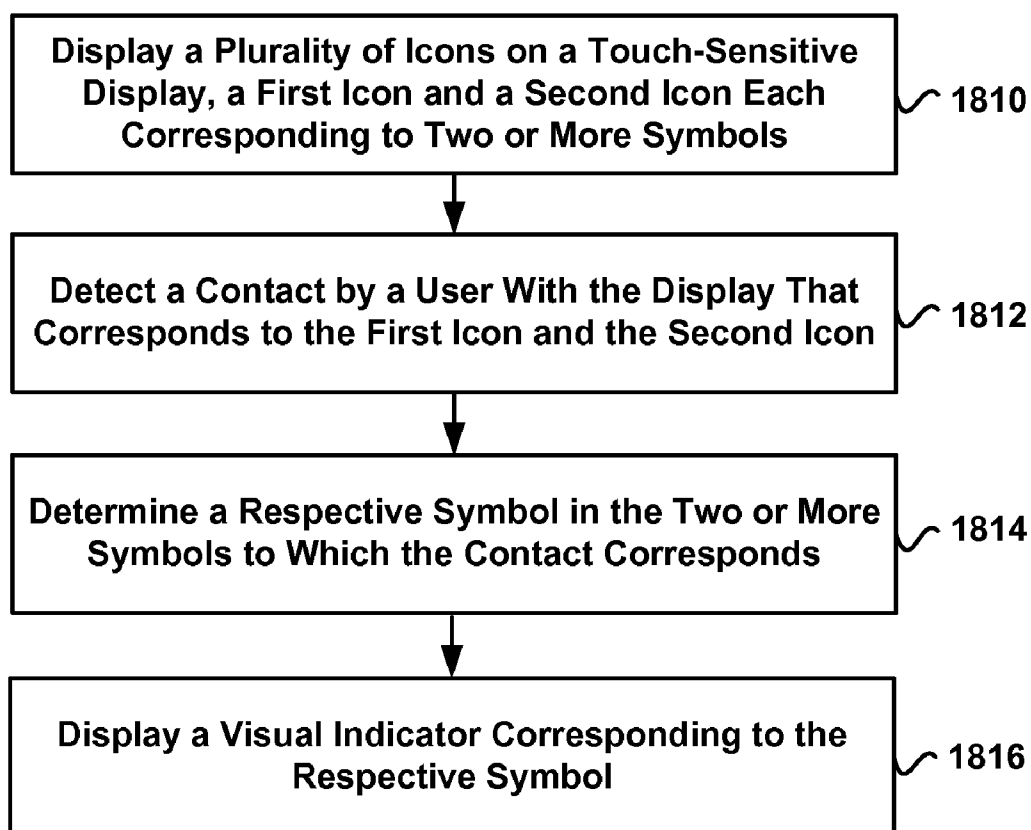 Display a Plurality of Icons on a Touch-Sensitive
Display, a First Icon and a Second Icon Each
Corresponding to Two or More Symbols
1810
Detect a Contact by a User With the Display That
Corresponds to the First Icon and the Second Icon
1812
Determine a Respective Symbol in the Two or More
Symbols to Which the Contact Corresponds
1814
Display a Visual Indicator Corresponding to the
Respective Symbol
1816